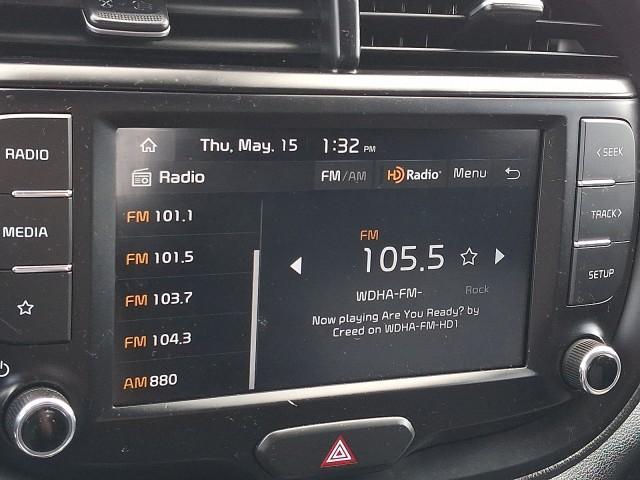 Thu, May. 15 1:32 PM
Radio FM/AM HD Radio® Menu
RADIO
MEDIA
FM 101.1
FM 101.5
FM 103.7
FM 104.3
AM 880
FM
105.5
WDHA-FM- Rock
Now playing Are You Ready? by
Creed on WDHA-FM-HD1
< SEEK
TRACK >
SETUP